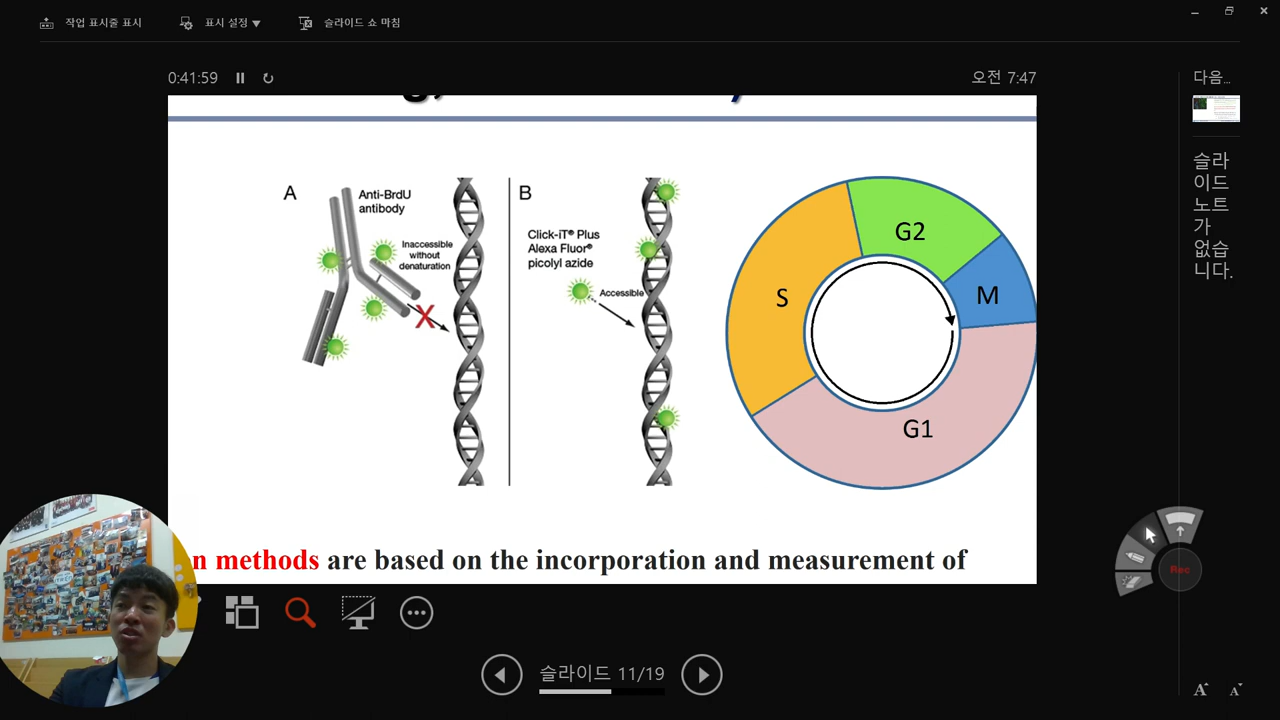 작업 표시줄 표시
표시 설정 ▼
슬라이드 쇼 마침
0:41:59
오전 7:47
다음...
슬라
이드
노트
가
없습
니다.
A
Anti-BrdU
antibody
Inaccessible
without
denaturation
X
B
Click-iT® Plus
Alexa Fluor®
picolyl azide
Accessible
G2
S
M
G1
n methods are based on the incorporation and measurement of
Rec
슬라이드 11/19
A A